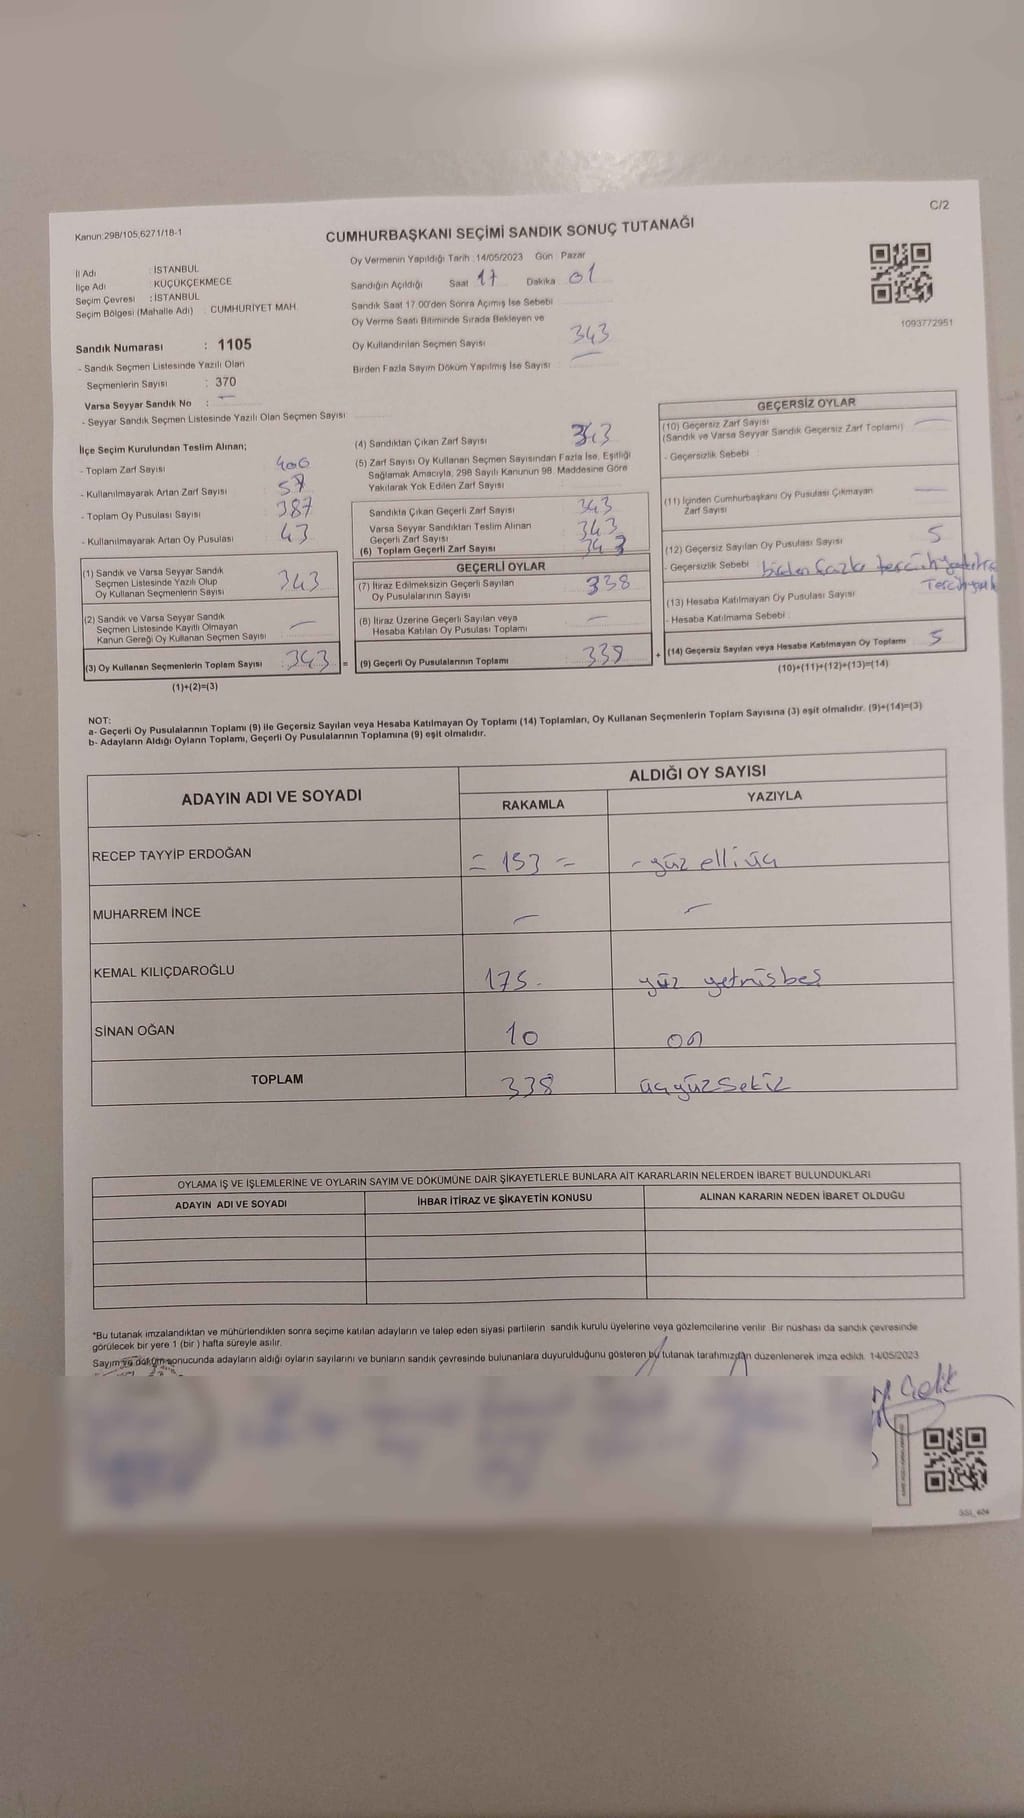 C/2
Kanun:298/105,6271/18-1
CUMHURBAŞKANI SEÇİMİ SANDIK SONUÇ TUTANAĞI
İl Adı : İSTANBUL
İlçe Adı : KÜÇÜKÇEKMECE
Seçim Çevresi : İSTANBUL
Seçim Bölgesi (Mahalle Adı) : CUMHURİYET MAH.
Sandık Numarası : 1105
- Sandık Seçmen Listesinde Yazılı Olan
Seçmenlerin Sayısı : 370
Varsa Seyyar Sandık No : -
- Seyyar Sandık Seçmen Listesinde Yazılı Olan Seçmen Sayısı:
Oy Vermenin Yapıldığı Tarih : 14/05/2023 Gün : Pazar
Sandığın Açıldığı Saat 17 Dakika 01
Sandık Saat 17.00'den Sonra Açımış İse Sebebi
Oy Verme Saati Bitiminde Sırada Bekleyen ve
Oy Kullandırılan Seçmen Sayısı 343
Birden Fazla Sayım Döküm Yapılmış İse Sayısı -
1093772951
İlçe Seçim Kurulundan Teslim Alınan;
- Toplam Zarf Sayısı 400
- Kullanılmayarak Artan Zarf Sayısı 57
- Toplam Oy Pusulası Sayısı 387
- Kullanılmayarak Artan Oy Pusulası 43
(1) Sandık ve Varsa Seyyar Sandık
Seçmen Listesinde Yazılı Olup
Oy Kullanan Seçmenlerin Sayısı 343
(2) Sandık ve Varsa Seyyar Sandık
Seçmen Listesinde Kayıtlı Olmayan
Kanun Gereği Oy Kullanan Seçmen Sayısı -
(3) Oy Kullanan Seçmenlerin Toplam Sayısı : 343 =
(1)+(2)=(3)
(4) Sandıktan Çıkan Zarf Sayısı 343
(5) Zarf Sayısı Oy Kullanan Seçmen Sayısından Fazla İse, Eşitliği
Sağlamak Amacıyla, 298 Sayılı Kanunun 98. Maddesine Göre
Yakılarak Yok Edilen Zarf Sayısı
Sandıkta Çıkan Geçerli Zarf Sayısı 343
Varsa Seyyar Sandıktan Teslim Alınan
Geçerli Zarf Sayısı 343
(6) Toplam Geçerli Zarf Sayısı 343
GEÇERLİ OYLAR
(7) İtiraz Edilmeksizin Geçerli Sayılan
Oy Pusulalarının Sayısı 338
(8) İtiraz Üzerine Geçerli Sayılan veya
Hesaba Katılan Oy Pusulası Toplamı -
(9) Geçerli Oy Pusulalarının Toplamı 338 +
GEÇERSİZ OYLAR
(10) Geçersiz Zarf Sayısı
(Sandık ve Varsa Seyyar Sandık Geçersiz Zarf Toplamı) -
- Geçersizlik Sebebi :
(11) İçinden Cumhurbaşkanı Oy Pusulası Çıkmayan
Zarf Sayısı -
(12) Geçersiz Sayılan Oy Pusulası Sayısı 5
- Geçersizlik Sebebi birden fazla tercih
(13) Hesaba Katılmayan Oy Pusulası Sayısı
- Hesaba Katılmama Sebebi :
(14) Geçersiz Sayılan veya Hesaba Katılmayan Oy Toplamı 5
(10)+(11)+(12)+(13)=(14)
NOT:
a- Geçerli Oy Pusulalarının Toplamı (9) ile Geçersiz Sayılan veya Hesaba Katılmayan Oy Toplamı (14) Toplamları, Oy Kullanan Seçmenlerin Toplam Sayısına (3) eşit olmalıdır. (9)+(14)=(3)
b- Adayların Aldığı Oyların Toplamı, Geçerli Oy Pusulalarının Toplamına (9) eşit olmalıdır.
ADAYIN ADI VE SOYADI
ALDIĞI OY SAYISI
RAKAMLA
YAZIYLA
RECEP TAYYİP ERDOĞAN = 153 = - yüz elli üç
MUHARREM İNCE - -
KEMAL KILIÇDAROĞLU 175 - yüz yetmişbeş
SİNAN OĞAN 10 on
TOPLAM 338 üçyüzsekiz
OYLAMA İŞ VE İŞLEMLERİNE VE OYLARIN SAYIM VE DÖKÜMÜNE DAİR ŞİKAYETLERLE BUNLARA AİT KARARLARIN NELERDEN İBARET BULUNDUKLARI
ADAYIN ADI VE SOYADI
İHBAR İTİRAZ VE ŞİKAYETİN KONUSU
ALINAN KARARIN NEDEN İBARET OLDUĞU
*Bu tutanak imzalandıktan ve mühürlendikten sonra seçime katılan adayların ve talep eden siyasi partilerin sandık kurulu üyelerine veya gözlemcilerine verilir. Bir nüshası da sandık çevresinde
görülecek bir yere 1 (bir ) hafta süreyle asılır.
Sayım ve döküm sonucunda adayların aldığı oyların sayılarını ve bunların sandık çevresinde bulunanlara duyurulduğunu gösteren bu tutanak tarafımızdan düzenlenerek imza edildi. 14/05/2023